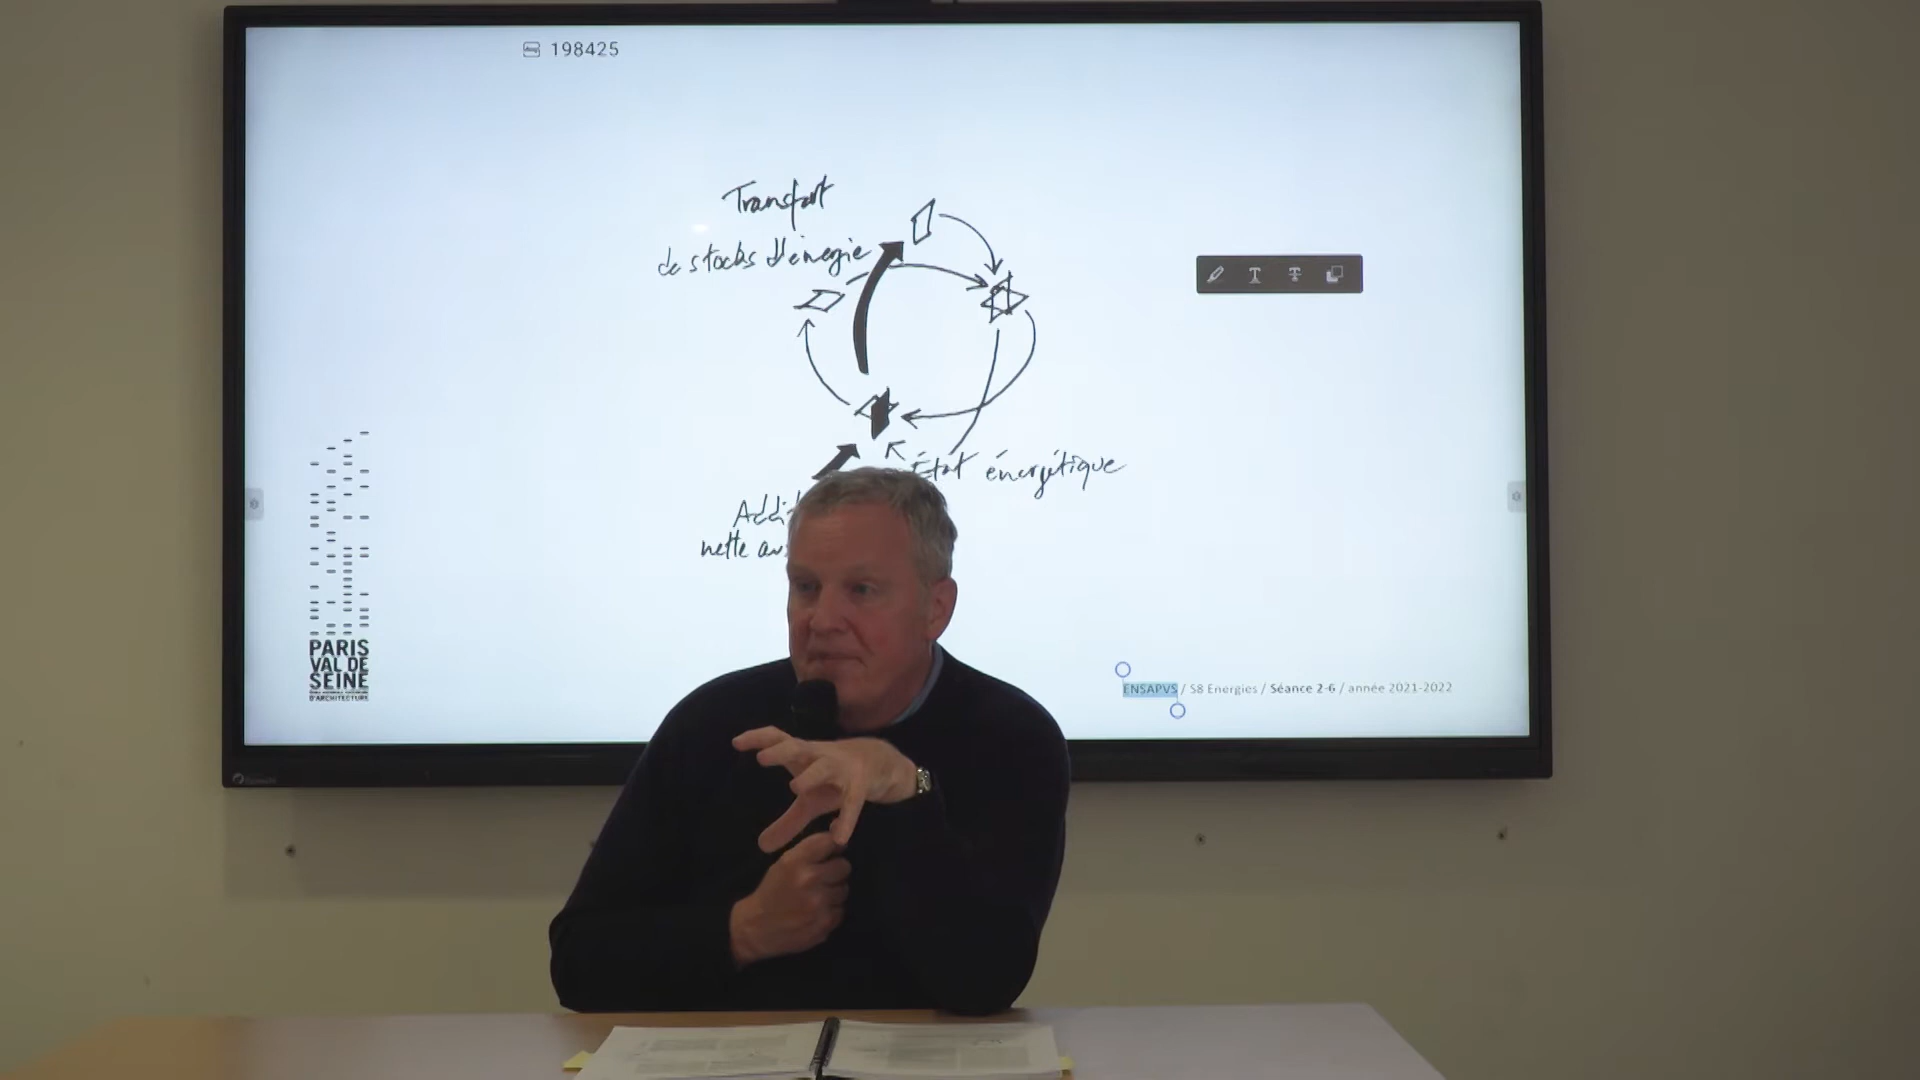 198425
Transfert
de stocks d'énergie
État énergétique
nette
PARIS
VAL DE
SEINE
D'ARCHITECTURE
ENSAPVS / S8 Energies / Séance 2-6 / année 2021-2022